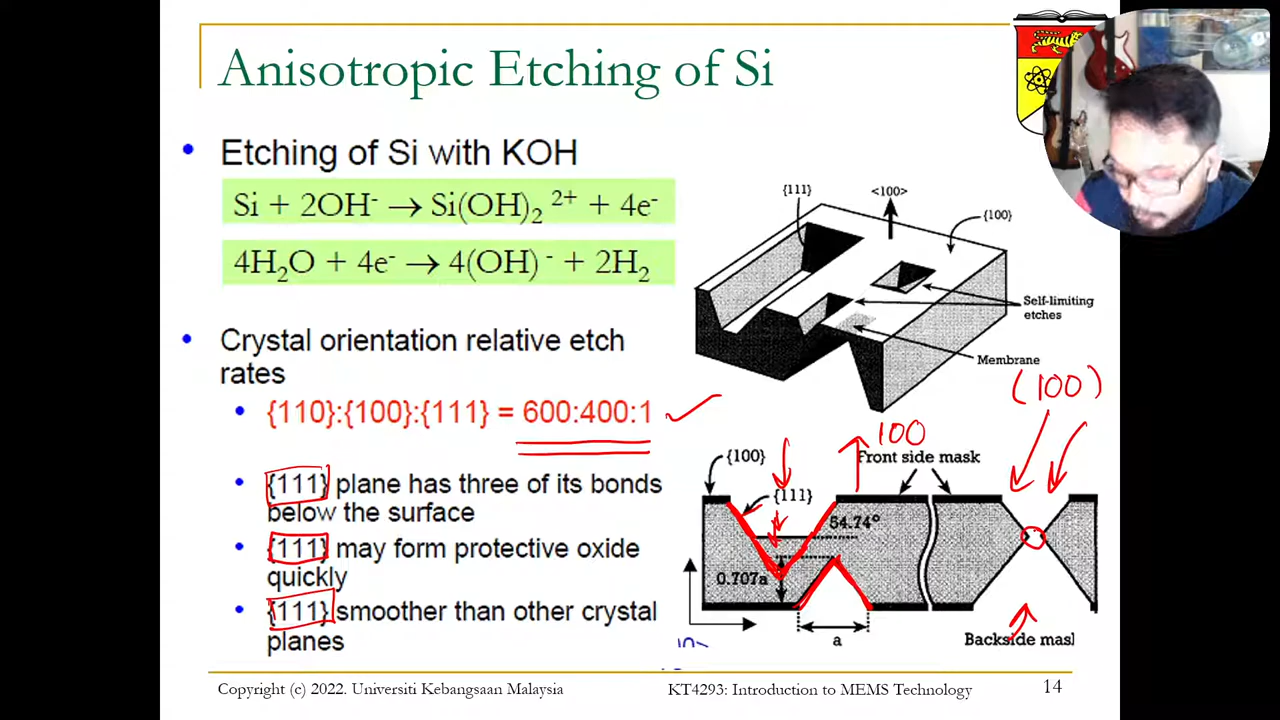 Anisotropic Etching of Si
• Etching of Si with KOH
Si + 2OH⁻ → Si(OH)₂ ²⁺ + 4e⁻
4H₂O + 4e⁻ → 4(OH) ⁻ + 2H₂
• Crystal orientation relative etch
rates
• {110}:{100}:{111} = 600:400:1
• {111} plane has three of its bonds
below the surface
• {111} may form protective oxide
quickly
• {111} smoother than other crystal
planes
{111}
<100>
{100}
Self-limiting
etches
Membrane
(100)
100
{100}
Front side mask
{111}
54.74°
0.707a
a
Backside mask
Copyright (c) 2022. Universiti Kebangsaan Malaysia
KT4293: Introduction to MEMS Technology
14